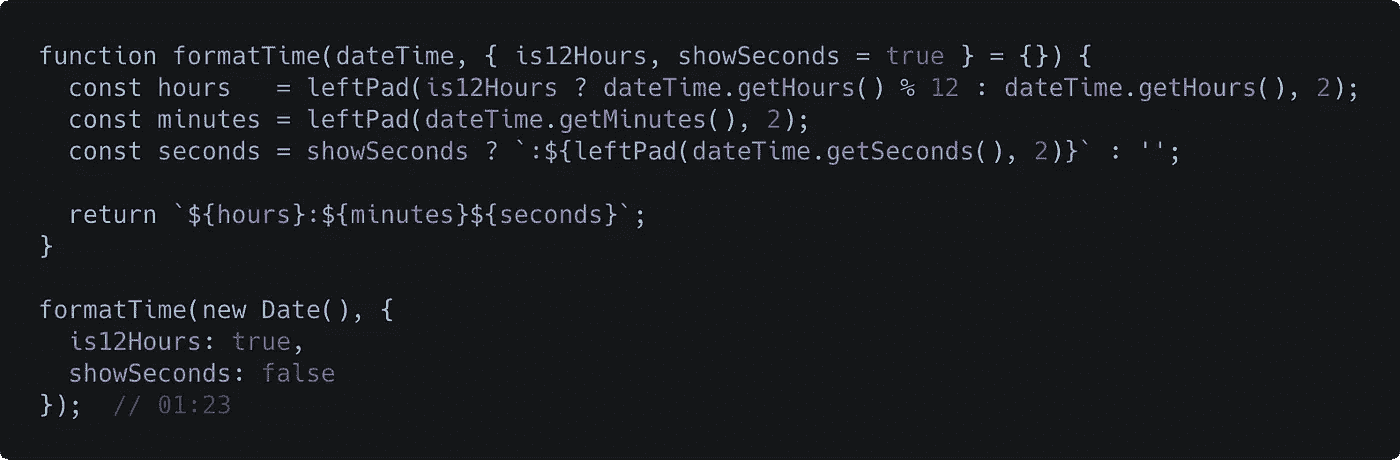 function formatTime(dateTime, { is12Hours, showSeconds = true } = {}) {
  const hours   = leftPad(is12Hours ? dateTime.getHours() % 12 : dateTime.getHours(), 2);
  const minutes = leftPad(dateTime.getMinutes(), 2);
  const seconds = showSeconds ? `:${leftPad(dateTime.getSeconds(), 2)}` : '';

  return `${hours}:${minutes}${seconds}`;
}

formatTime(new Date(), {
  is12Hours: true,
  showSeconds: false
});  // 01:23